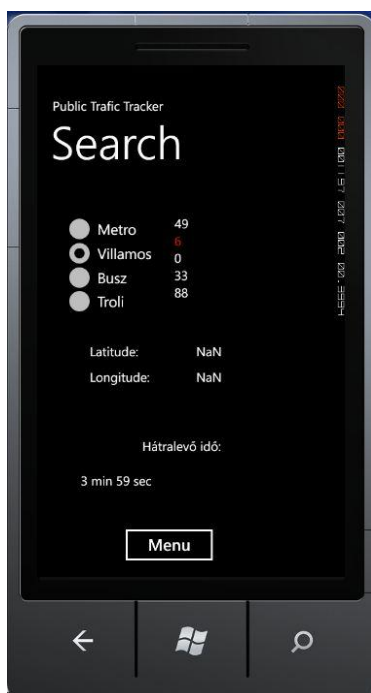 Public Trafic Tracker
Search
Metro
Villamos
Busz
Troli
49
6
0
33
88
Latitude: NaN
Longitude: NaN
Hátralevő idő:
3 min 59 sec
Menu